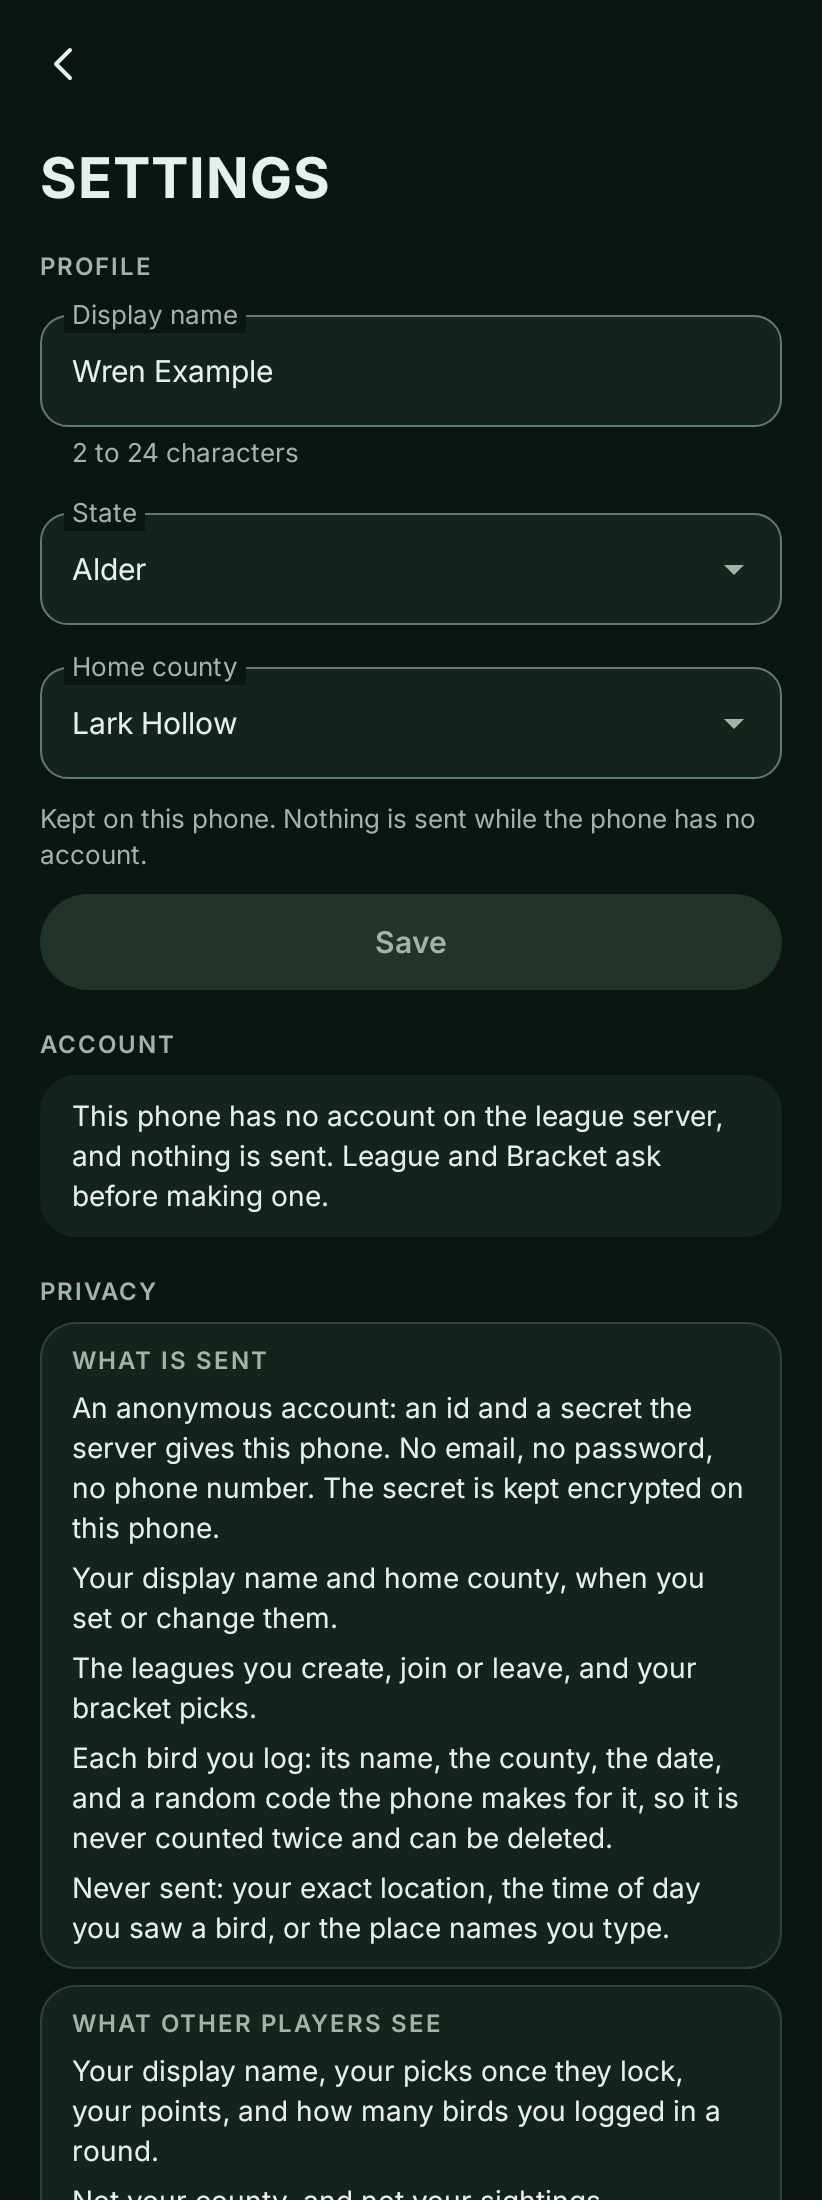 SETTINGS
PROFILE
Display name
Wren Example
2 to 24 characters
State
Alder
Home county
Lark Hollow
Kept on this phone. Nothing is sent while the phone has no
account.
Save
ACCOUNT
This phone has no account on the league server,
and nothing is sent. League and Bracket ask
before making one.
PRIVACY
WHAT IS SENT
An anonymous account: an id and a secret the
server gives this phone. No email, no password,
no phone number. The secret is kept encrypted on
this phone.
Your display name and home county, when you
set or change them.
The leagues you create, join or leave, and your
bracket picks.
Each bird you log: its name, the county, the date,
and a random code the phone makes for it, so it is
never counted twice and can be deleted.
Never sent: your exact location, the time of day
you saw a bird, or the place names you type.
WHAT OTHER PLAYERS SEE
Your display name, your picks once they lock,
your points, and how many birds you logged in a
round.
Not your county, and not your sightings